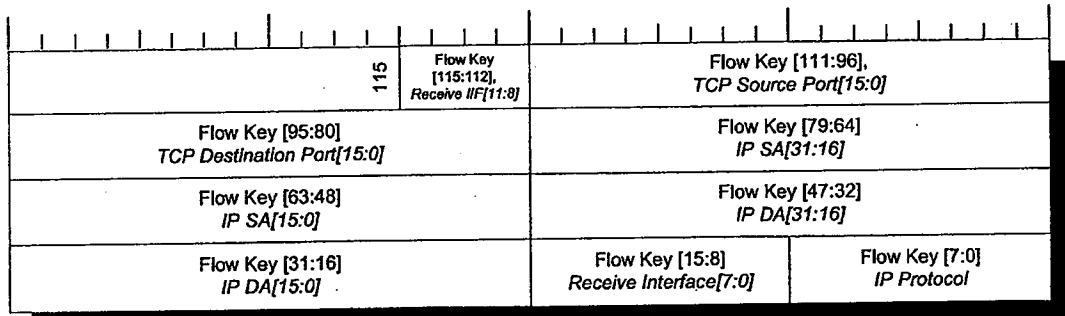 115
Flow Key
[115:112],
Receive I/F[11:8]
Flow Key [111:96],
TCP Source Port[15:0]
Flow Key [95:80]
TCP Destination Port[15:0]
Flow Key [79:64]
IP SA[31:16]
Flow Key [63:48]
IP SA[15:0]
Flow Key [47:32]
IP DA[31:16]
Flow Key [31:16]
IP DA[15:0]
Flow Key [15:8]
Receive Interface[7:0]
Flow Key [7:0]
IP Protocol